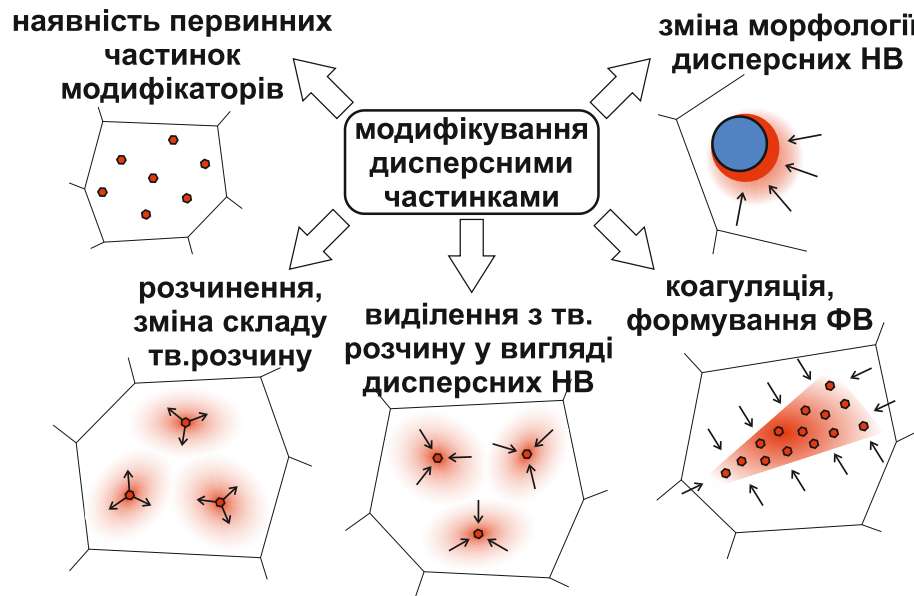 наявність первинних
частинок
модифікаторів
зміна морфології
дисперсних НВ
модифікування
дисперсними
частинками
розчинення,
зміна складу
тв.розчину
виділення з тв.
розчину у вигляді
дисперсних НВ
коагуляція,
формування ФВ